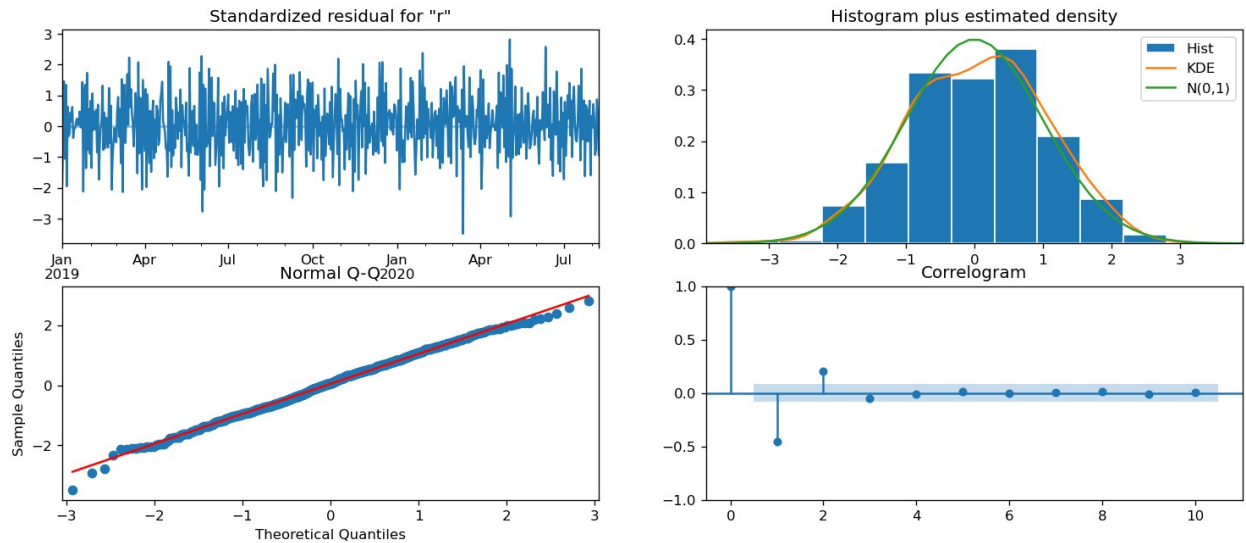 Standardized residual for "r"
3
2
1
0
−1
−2
−3
Jan
2019
Apr
Jul
Oct
Jan
2020
Apr
Jul
Histogram plus estimated density
0.4
0.3
0.2
0.1
0.0
Hist
KDE
N(0,1)
−3
−2
−1
0
1
2
3
Normal Q-Q
Sample Quantiles
2
0
−2
−3
−2
−1
0
1
2
3
Theoretical Quantiles
Correlogram
1.0
0.5
0.0
−0.5
−1.0
0
2
4
6
8
10